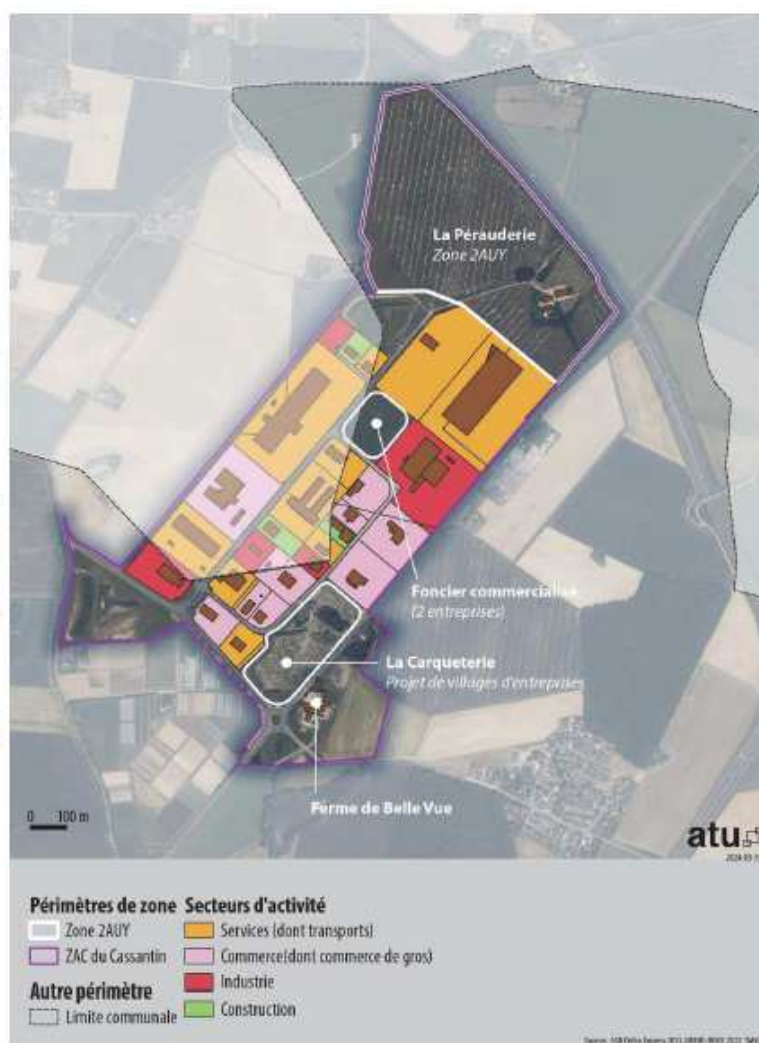 La Pérauderie
Zone 2AUY
Foncier commercialisé
(2 entreprises)
La Carqueterie
Projet de villages d'entreprises
Ferme de Belle Vue
0 100 m
atu
Périmètres de zone
Zone 2AUY
ZAC du Cassantin
Autre périmètre
Limite communale
Secteurs d'activité
Services (dont transports)
Commerce(dont commerce de gros)
Industrie
Construction